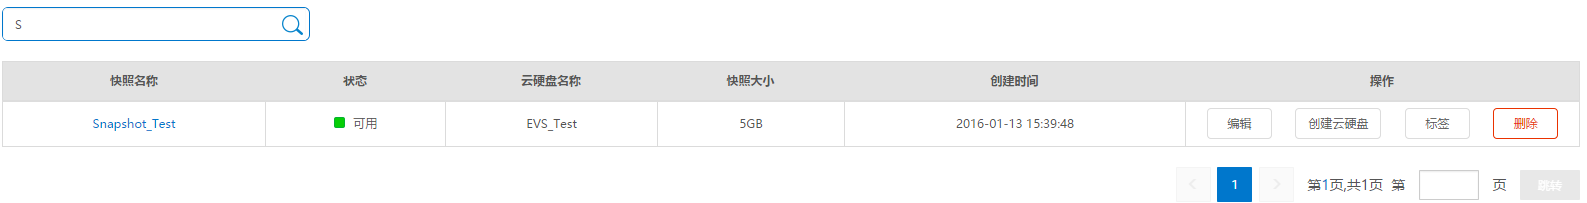 S
快照名称 状态 云硬盘名称 快照大小 创建时间 操作
Snapshot_Test 可用 EVS_Test 5GB 2016-01-13 15:39:48 编辑 创建云硬盘 标签 删除
< 1 > 第1页,共1页 第 页 跳转